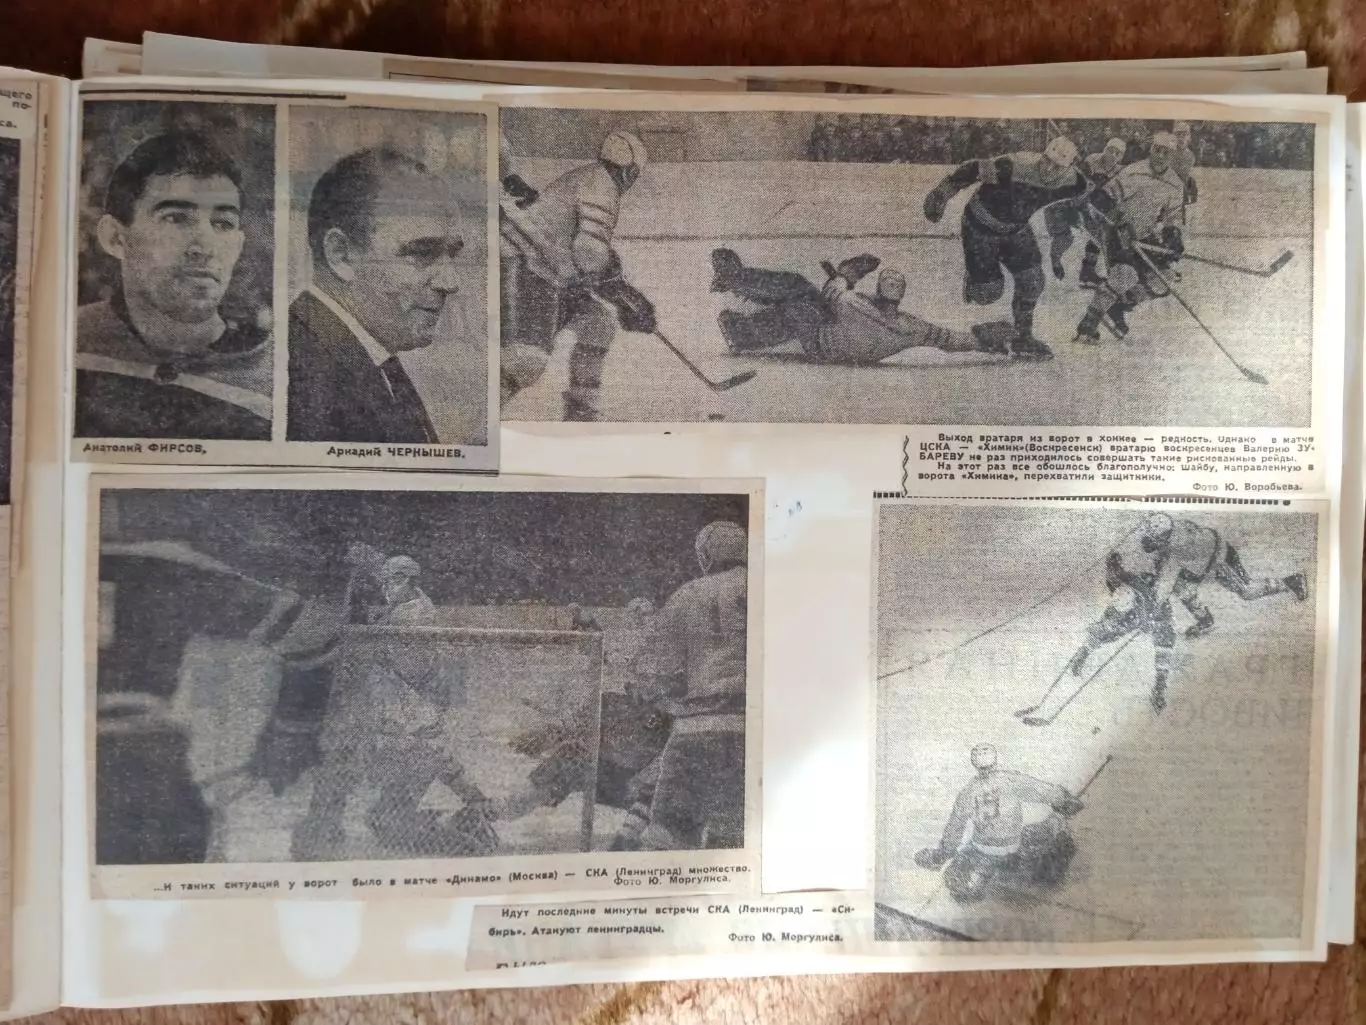 щего
по-
са.
Анатолий ФИРСОВ,
Аркадий ЧЕРНЫШЕВ.
Выход вратаря из ворот в хоккее — редкость. Однако в матче
ЦСКА — «Химик»(Воскресенск) вратарю воскресенцев Валерию ЗУ-
БАРЕВУ не раз приходилось совершать такие рискованные рейды.
На этот раз все обошлось благополучно: шайбу, направленную в
ворота «Химика», перехватили защитники.
Фото Ю. Воробьева.
...И таких ситуаций у ворот было в матче «Динамо» (Москва) — СКА (Ленинград) множество.
Фото Ю. Моргулиса.
Идут последние минуты встречи СКА (Ленинград) — «Си-
бирь». Атакуют ленинградцы.
Фото Ю. Моргулиса.